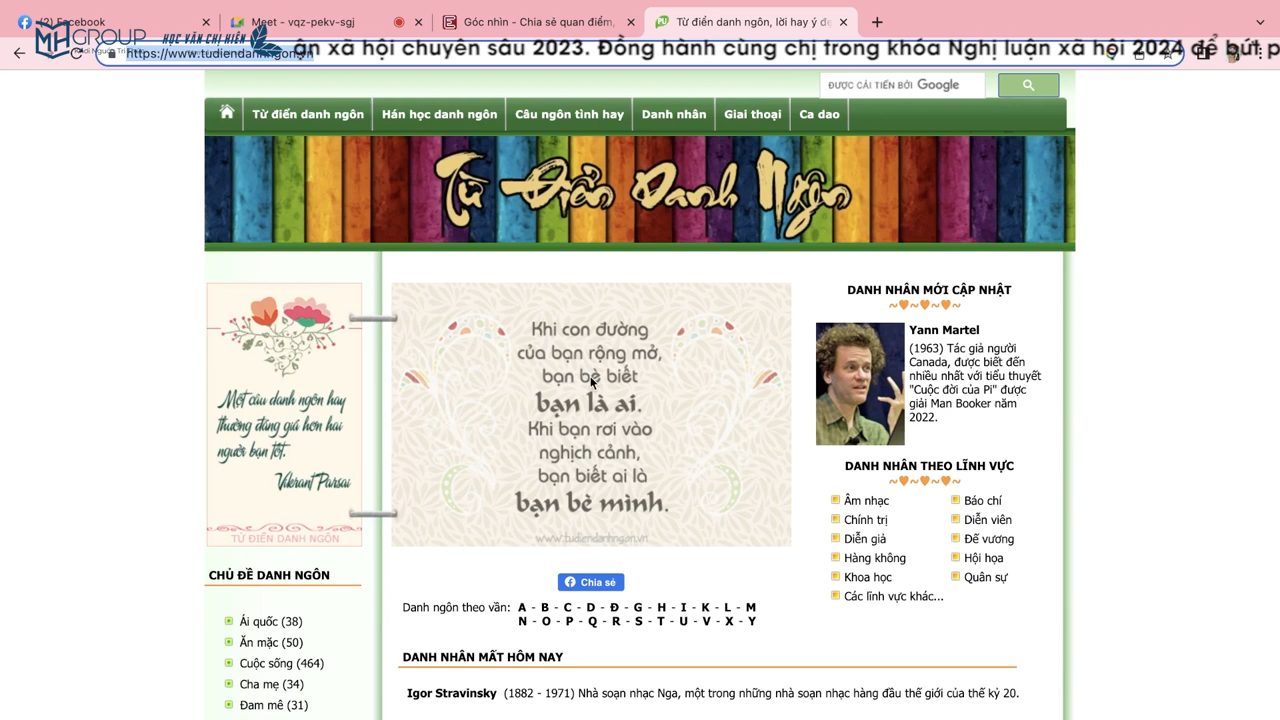 (2) Facebook
Meet - vqz-pekv-sgj
Góc nhìn - Chia sẻ quan điểm,
Từ điển danh ngôn, lời hay ý đẹ
MH GROUP
HỌC VĂN CHỊ HIÊN
ận xã hội chuyên sâu 2023. Đồng hành cùng chị trong khóa Nghị luận xã hội 2024 để bứt p
https://www.tudiendanhngon.vn
ĐƯỢC CẢI TIẾN BỞI Google
Từ điển danh ngôn
Hán học danh ngôn
Câu ngôn tình hay
Danh nhân
Giai thoại
Ca dao
Từ Điển Danh Ngôn
Một câu danh ngôn hay
thường đáng giá hơn hai
người bạn tốt.
Vikrant Parsai
TỪ ĐIỂN DANH NGÔN
Khi con đường
của bạn rộng mở,
bạn bè biết
bạn là ai.
Khi bạn rơi vào
nghịch cảnh,
bạn biết ai là
bạn bè mình.
www.tudiendanhngon.vn
DANH NHÂN MỚI CẬP NHẬT
Yann Martel
(1963) Tác giả người
Canada, được biết đến
nhiều nhất với tiểu thuyết
"Cuộc đời của Pi" được
giải Man Booker năm
2022.
DANH NHÂN THEO LĨNH VỰC
Âm nhạc
Báo chí
Chính trị
Diễn viên
Diễn giả
Đế vương
Hàng không
Hội họa
Khoa học
Quân sự
Các lĩnh vực khác...
CHỦ ĐỀ DANH NGÔN
Ái quốc (38)
Ăn mặc (50)
Cuộc sống (464)
Cha mẹ (34)
Đam mê (31)
Chia sẻ
Danh ngôn theo vần: A - B - C - D - Đ - G - H - I - K - L - M
N - O - P - Q - R - S - T - U - V - X - Y
DANH NHÂN MẤT HÔM NAY
Igor Stravinsky (1882 - 1971) Nhà soạn nhạc Nga, một trong những nhà soạn nhạc hàng đầu thế giới của thế kỷ 20.